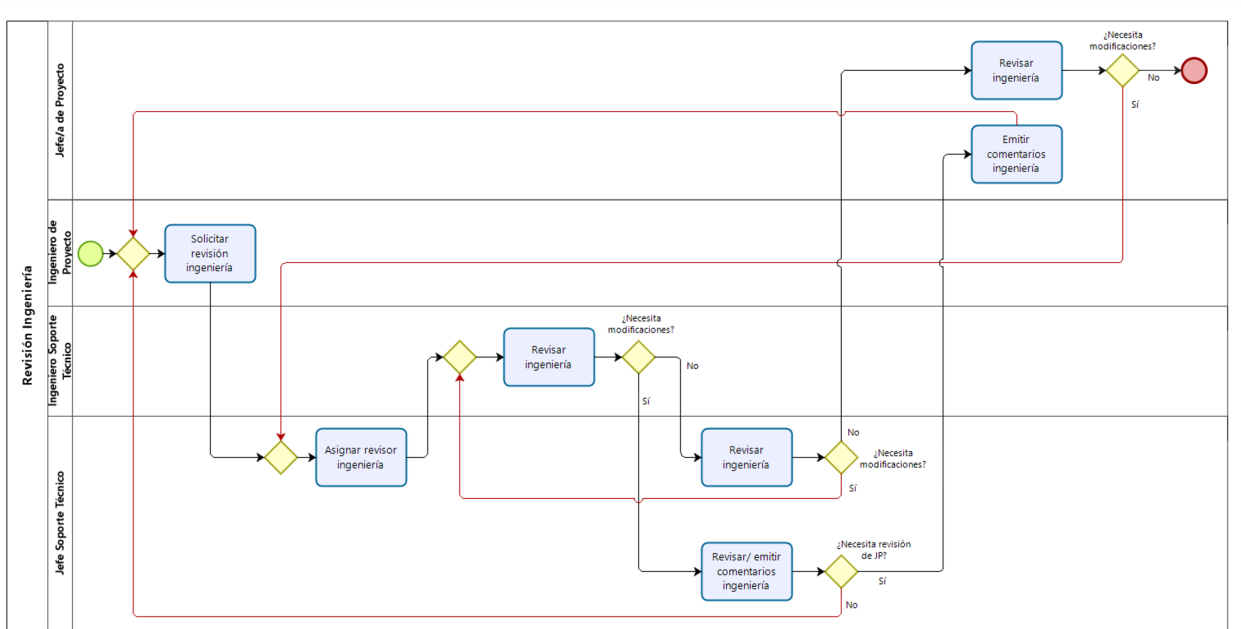 Revisión Ingeniería
Jefe/a de Proyecto
Revisar
ingeniería
¿Necesita
modificaciones?
No
Sí
Emitir
comentarios
ingeniería
Ingeniero de
Proyecto
Solicitar
revisión
ingeniería
Ingeniero Soporte
Técnico
Revisar
ingeniería
¿Necesita
modificaciones?
No
Sí
Jefe Soporte Técnico
Asignar revisor
ingeniería
Revisar
ingeniería
No
¿Necesita
modificaciones?
Sí
Revisar/ emitir
comentarios
ingeniería
¿Necesita revisión
de JP?
Sí
No